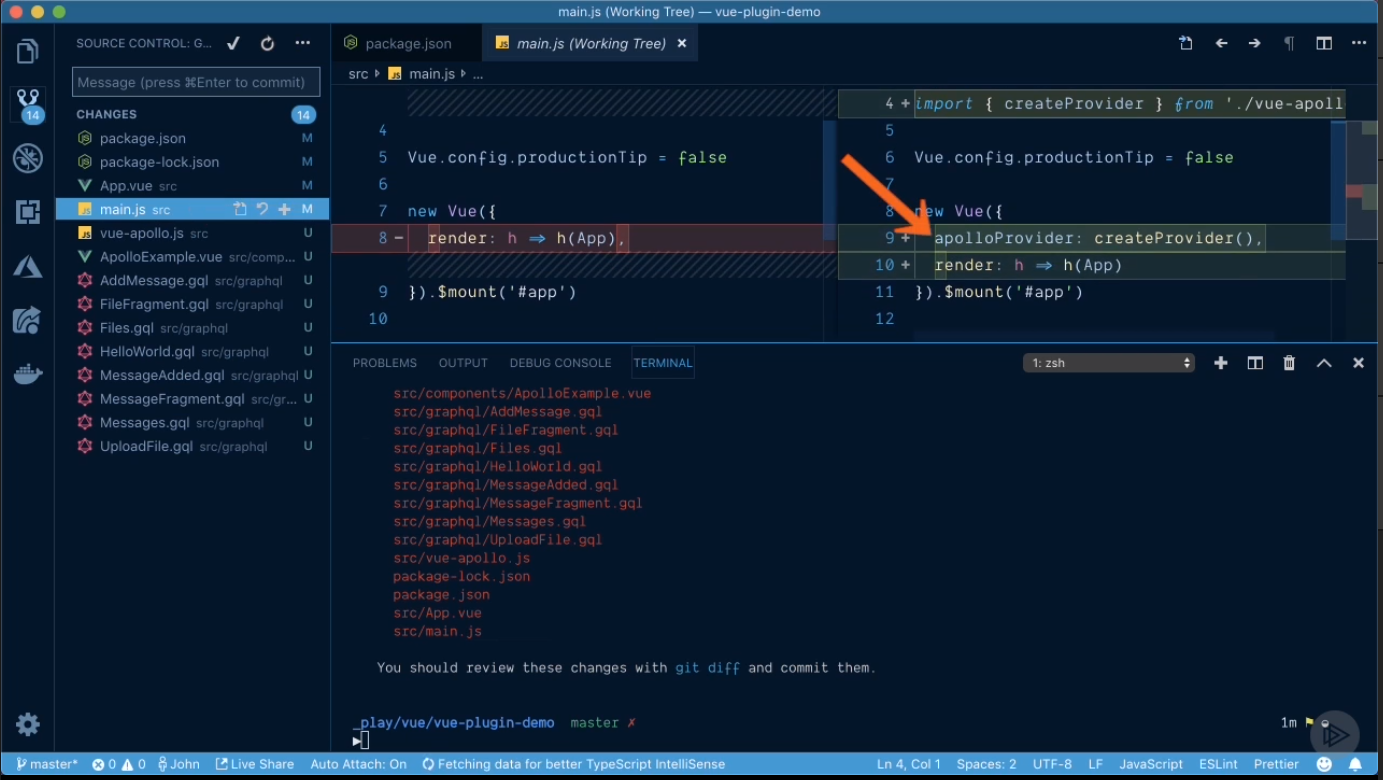 main.js (Working Tree) — vue-plugin-demo
SOURCE CONTROL: G...
package.json
main.js (Working Tree)
Message (press ⌘Enter to commit)
src
main.js
...
14
CHANGES 14
package.json M
package-lock.json M
App.vue src M
main.js src M
vue-apollo.js src U
ApolloExample.vue src/comp... U
AddMessage.gql src/graphql U
FileFragment.gql src/graphql U
Files.gql src/graphql U
HelloWorld.gql src/graphql U
MessageAdded.gql src/graphql U
MessageFragment.gql src/gr... U
Messages.gql src/graphql U
UploadFile.gql src/graphql U
4
5 Vue.config.productionTip = false
6
7 new Vue({
8 − render: h ⇒ h(App),
9 }).$mount('#app')
10
4 + import { createProvider } from './vue-apoll
5
6 Vue.config.productionTip = false
7
8 new Vue({
9 + apolloProvider: createProvider(),
10 + render: h ⇒ h(App)
11 }).$mount('#app')
12
PROBLEMS OUTPUT DEBUG CONSOLE TERMINAL 1: zsh
src/components/ApolloExample.vue
src/graphql/AddMessage.gql
src/graphql/FileFragment.gql
src/graphql/Files.gql
src/graphql/HelloWorld.gql
src/graphql/MessageAdded.gql
src/graphql/MessageFragment.gql
src/graphql/Messages.gql
src/graphql/UploadFile.gql
src/vue-apollo.js
package-lock.json
package.json
src/App.vue
src/main.js
You should review these changes with git diff and commit them.
_play/vue/vue-plugin-demo master ✗ 1m
master* 0 0 John Live Share Auto Attach: On Fetching data for better TypeScript IntelliSense Ln 4, Col 1 Spaces: 2 UTF-8 LF JavaScript ESLint Prettier